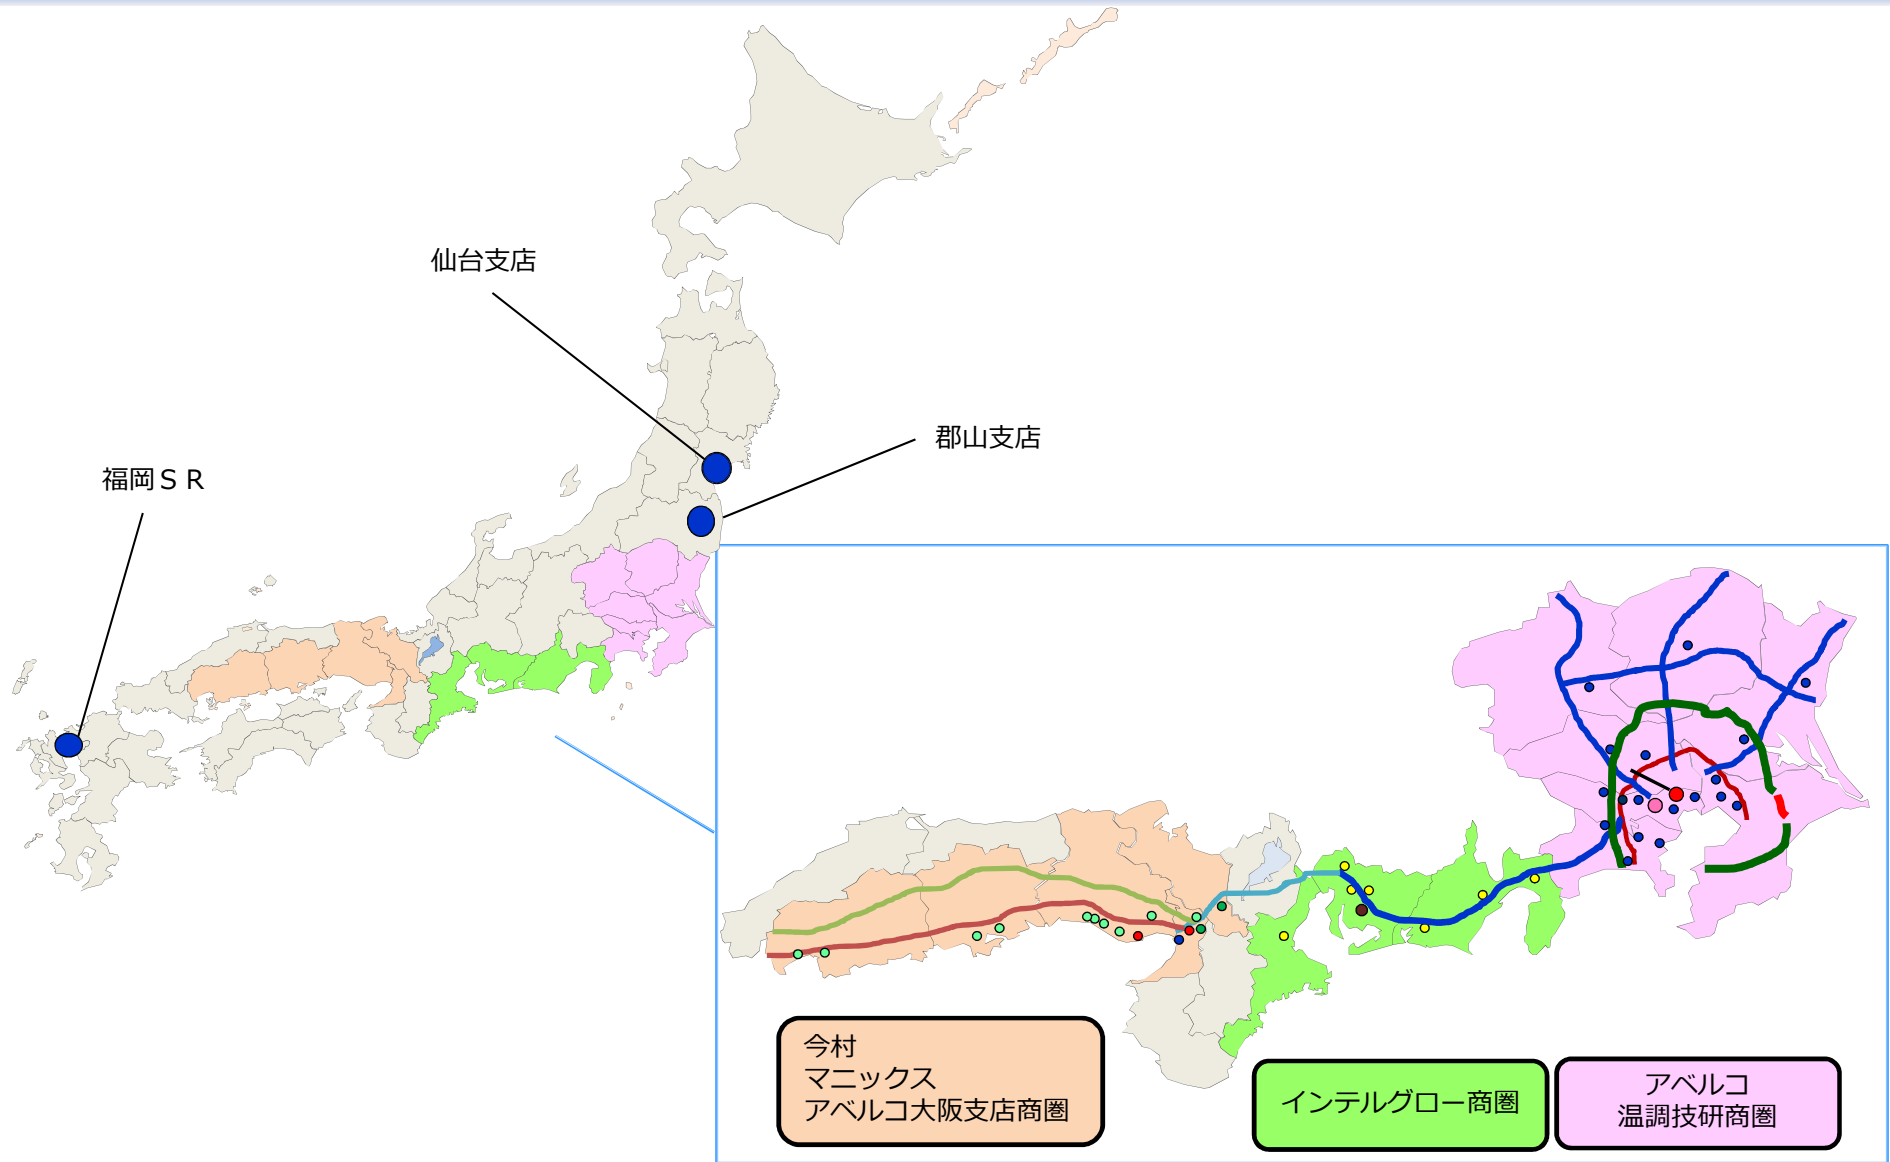 仙台支店
郡山支店
福岡ＳＲ
今村
マニックス
アベルコ大阪支店商圏
インテルグロー商圏
アベルコ
温調技研商圏